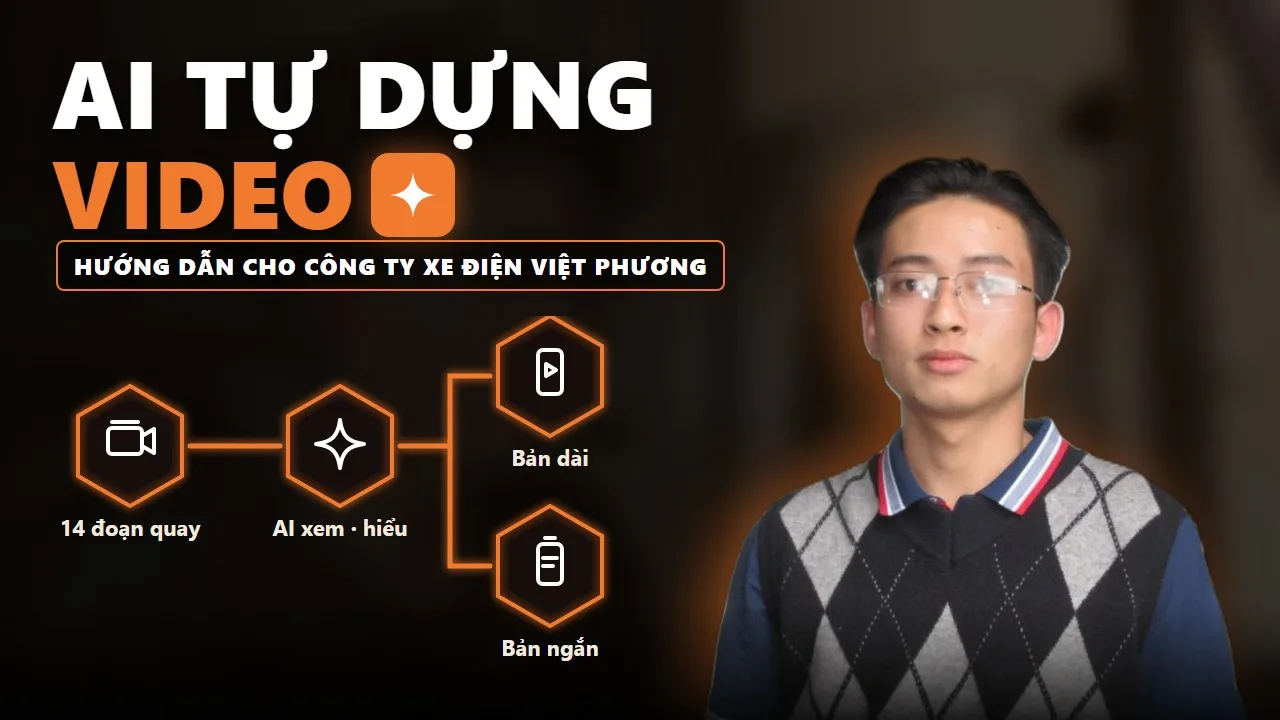 AI TỰ DỰNG
VIDEO
HƯỚNG DẪN CHO CÔNG TY XE ĐIỆN VIỆT PHƯƠNG
14 đoạn quay
AI xem · hiểu
Bản dài
Bản ngắn